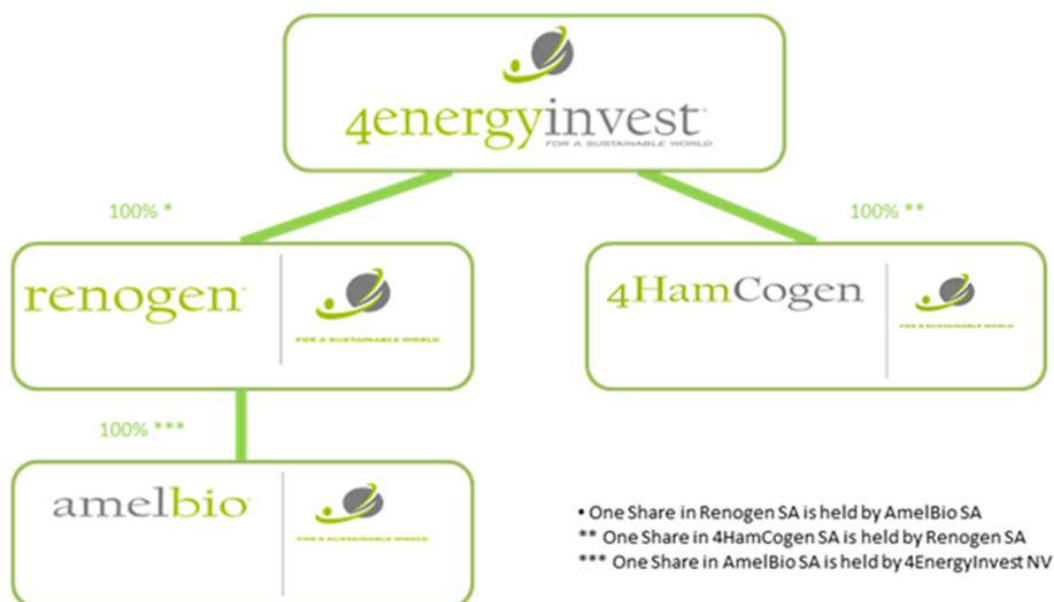 4energyinvest
FOR A SUSTAINABLE WORLD
100% *
100% **
renogen
FOR A SUSTAINABLE WORLD
4HamCogen
FOR A SUSTAINABLE WORLD
100% ***
amelbio
FOR A SUSTAINABLE WORLD
• One Share in Renogen SA is held by AmelBio SA
** One Share in 4HamCogen SA is held by Renogen SA
*** One Share in AmelBio SA is held by 4EnergyInvest NV